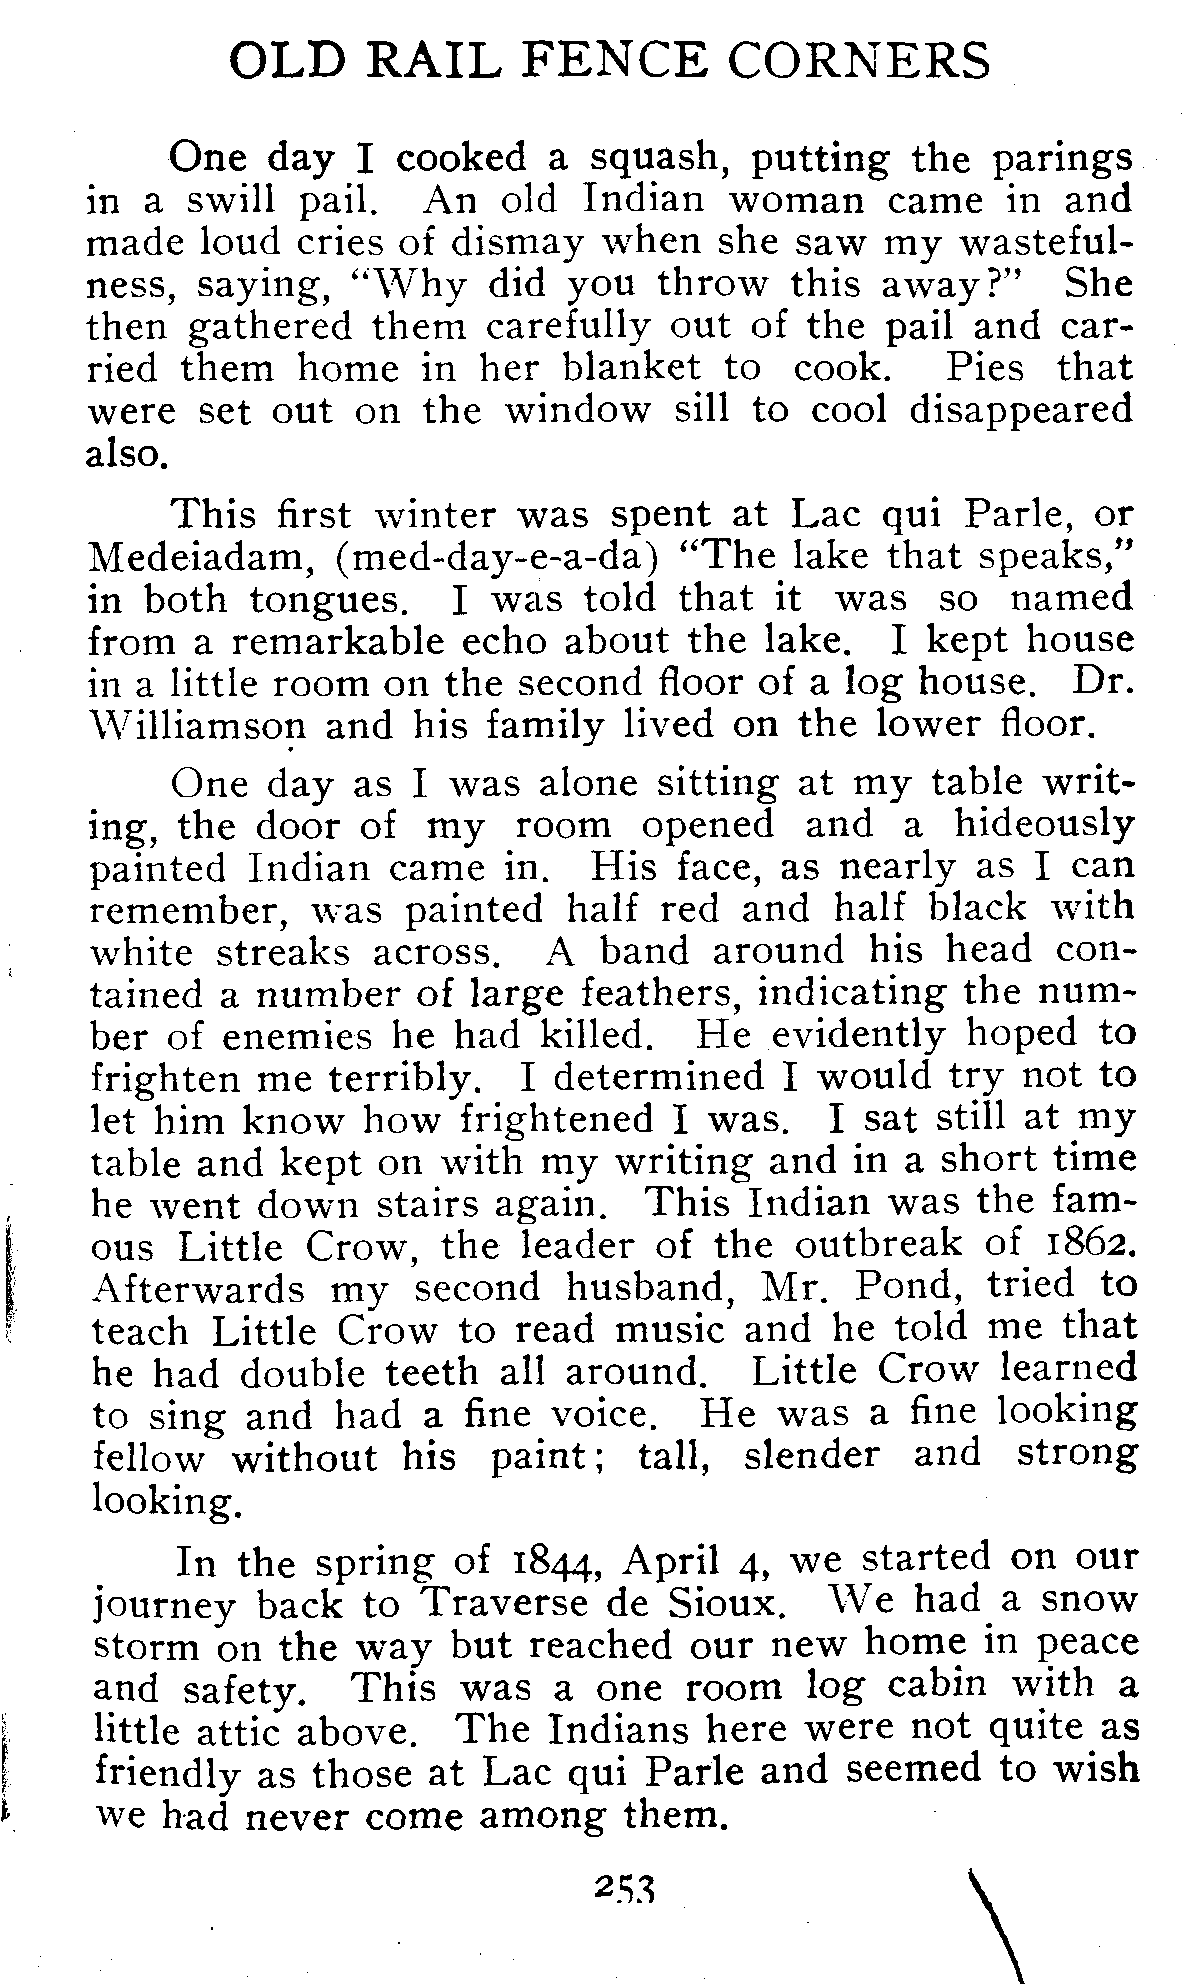 OLD RAIL FENCE CORNERS
One day I cooked a squash, putting the parings
in a swill pail. An old Indian woman came in and
made loud cries of dismay when she saw my wasteful-
ness, saying, "Why did you throw this away?" She
then gathered them carefully out of the pail and car-
ried them home in her blanket to cook. Pies that
were set out on the window sill to cool disappeared
also.
This first winter was spent at Lac qui Parle, or
Medeiadam, (med-day-e-a-da) "The lake that speaks,"
in both tongues. I was told that it was so named
from a remarkable echo about the lake. I kept house
in a little room on the second floor of a log house. Dr.
Williamson and his family lived on the lower floor.
One day as I was alone sitting at my table writ-
ing, the door of my room opened and a hideously
painted Indian came in. His face, as nearly as I can
remember, was painted half red and half black with
white streaks across. A band around his head con-
tained a number of large feathers, indicating the num-
ber of enemies he had killed. He evidently hoped to
frighten me terribly. I determined I would try not to
let him know how frightened I was. I sat still at my
table and kept on with my writing and in a short time
he went down stairs again. This Indian was the fam-
ous Little Crow, the leader of the outbreak of 1862.
Afterwards my second husband, Mr. Pond, tried to
teach Little Crow to read music and he told me that
he had double teeth all around. Little Crow learned
to sing and had a fine voice. He was a fine looking
fellow without his paint; tall, slender and strong
looking.
In the spring of 1844, April 4, we started on our
journey back to Traverse de Sioux. We had a snow
storm on the way but reached our new home in peace
and safety. This was a one room log cabin with a
little attic above. The Indians here were not quite as
friendly as those at Lac qui Parle and seemed to wish
we had never come among them.
253